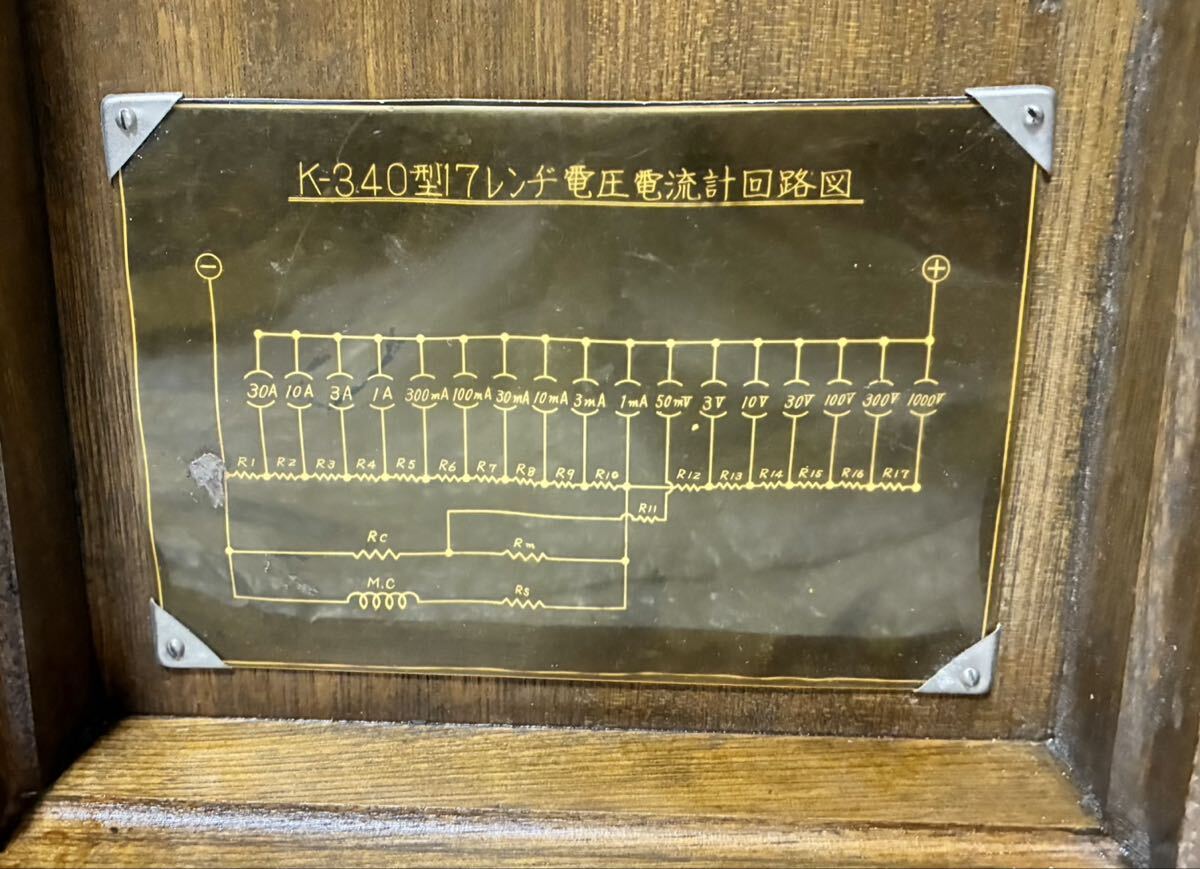 K-340型17レンヂ電圧電流計回路図
⊖ ⊕
30A 10A 3A 1A 300mA 100mA 30mA 10mA 3mA 1mA 50mV 3V 10V 30V 100V 300V 1000V
R1 R2 R3 R4 R5 R6 R7 R8 R9 R10 R12 R13 R14 R15 R16 R17
R11
Rc Rm
M.C Rs